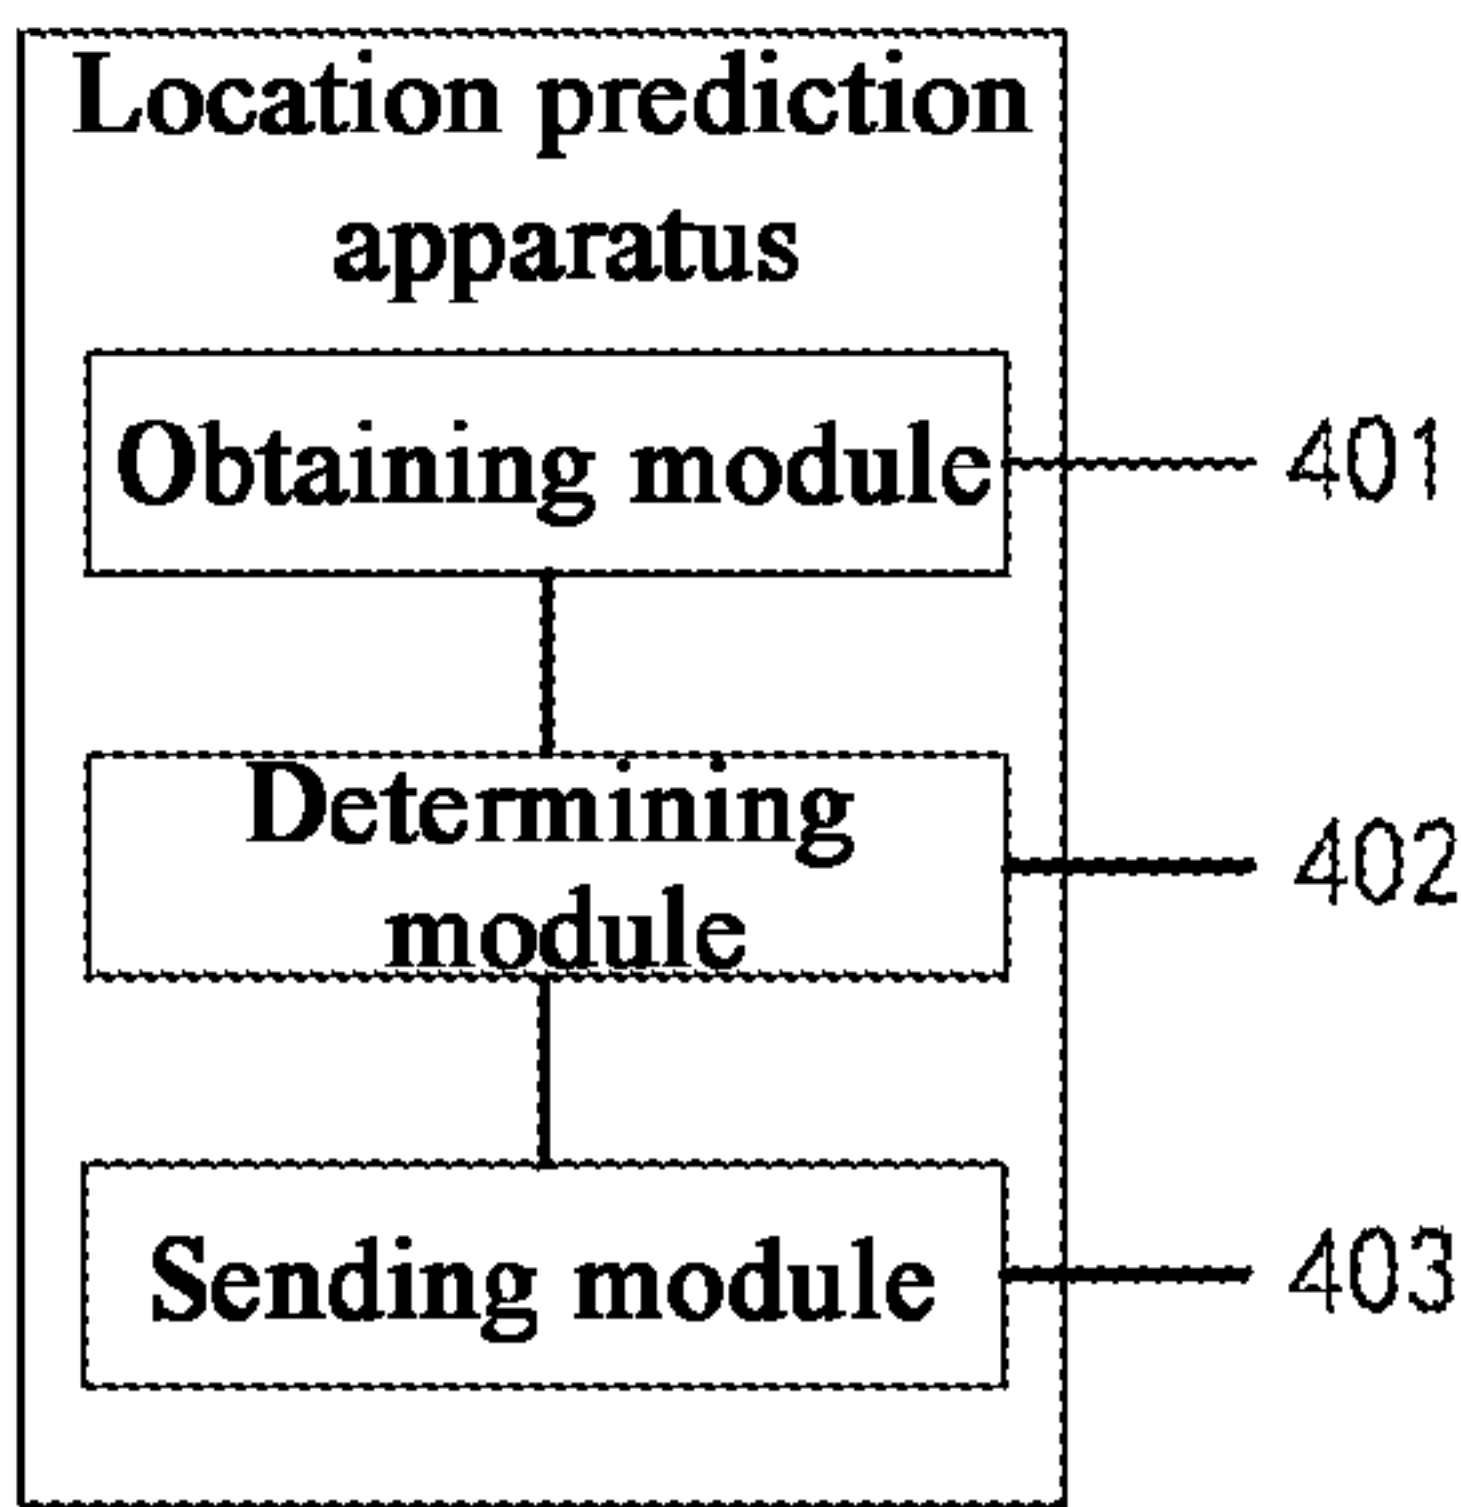 Location prediction
apparatus
Obtaining module
401
Determining
module
402
Sending module
403